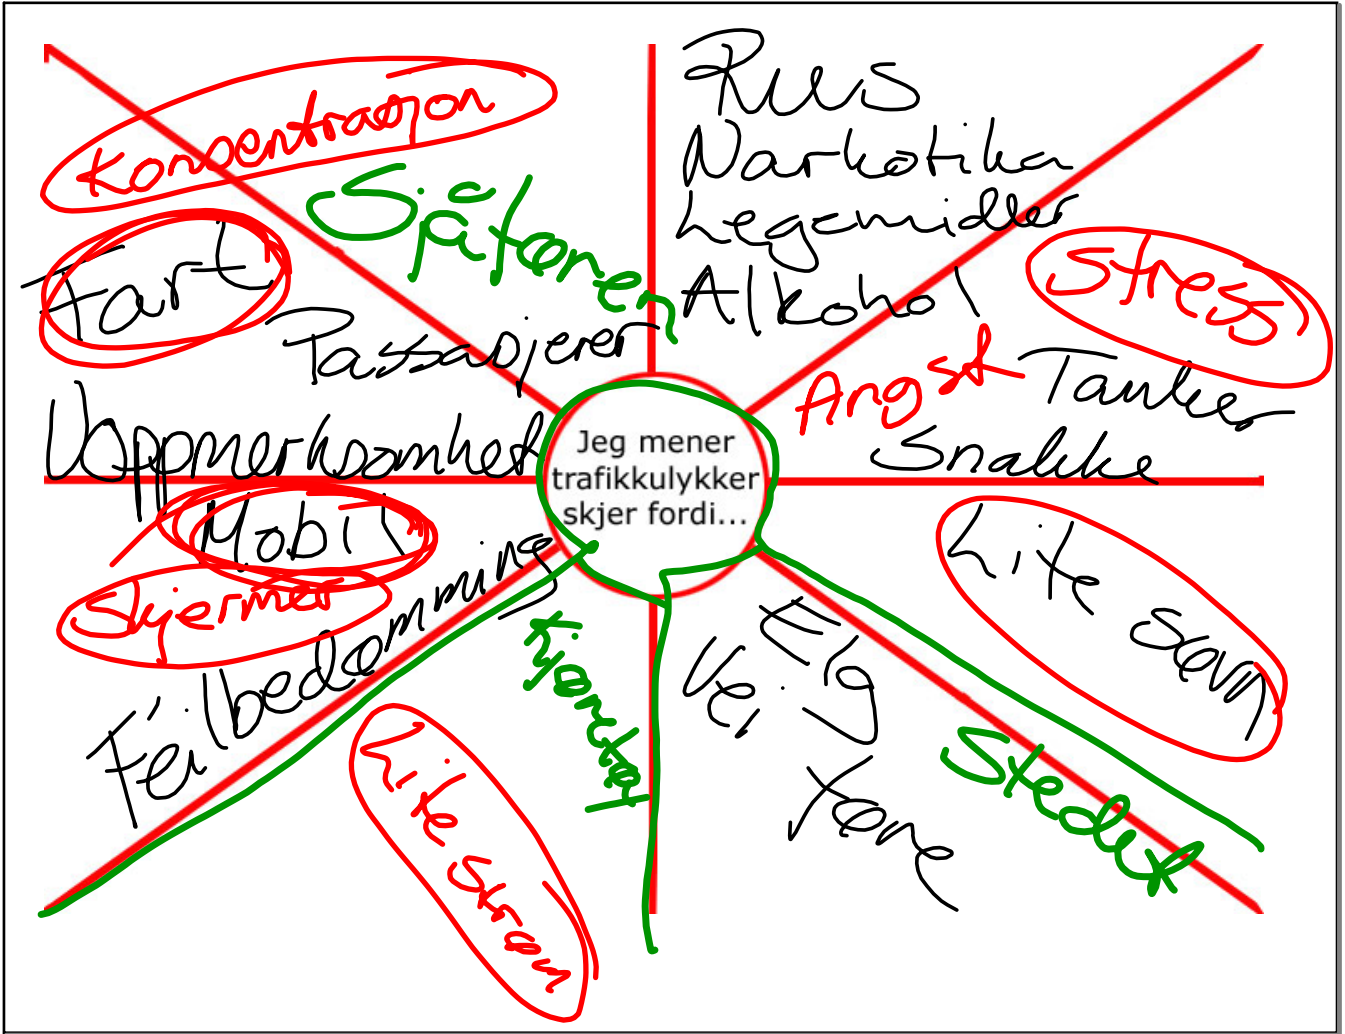 Konsentrasjon
Sjåføren
Fart
Passasjerer
Uoppmerksomhet
Mobil
Skjermer
Feilbedømming
Rus
Narkotika
Legemidler
Alkohol
Stress
Angst
Tanker
Snakke
Jeg mener
trafikkulykker
skjer fordi...
Lite søvn
Elg
Vei
Føre
Stedet
Kjøretøy
Lite strøm